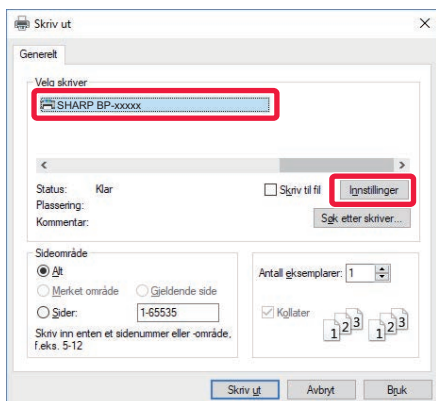 Skriv ut
Generelt
Velg skriver
SHARP BP-xxxxx
Status: Klar
Skriv til fil
Innstillinger
Plassering:
Kommentar:
Søk etter skriver...
Sideområde
Alt
Merket område
Gjeldende side
Sider: 1-65535
Skriv inn enten et sidenummer eller -område,
f.eks. 5-12
Antall eksemplarer: 1
Kollater
1 2 3 1 2 3
Skriv ut
Avbryt
Bruk